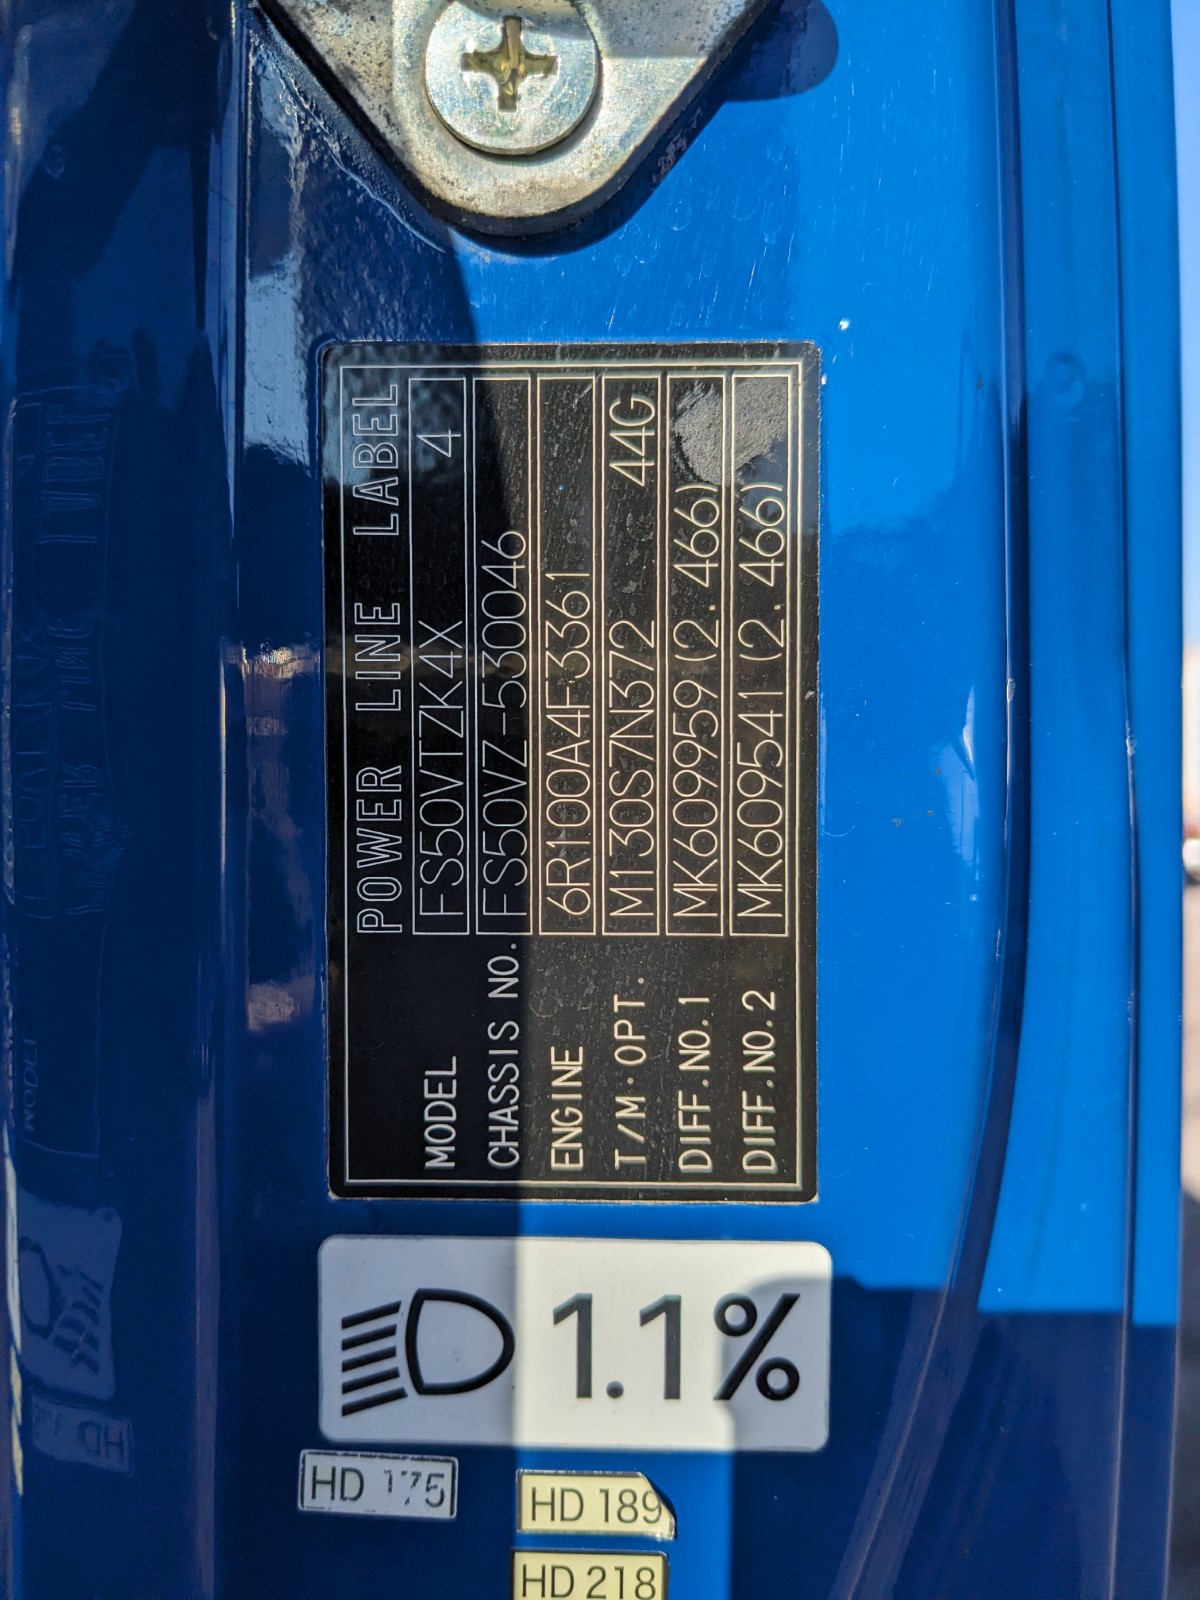 POWER LINE LABEL
MODEL FS50VTZK4X 4
CHASSIS NO. FS50VZ-530046
ENGINE 6R100A4F3361
T/M·OPT. M130S7N372 44G
DIFF.NO.1 MK609959(2.466)
DIFF.NO.2 MK609541(2.466)
1.1%
HD 175
HD 189
HD 218